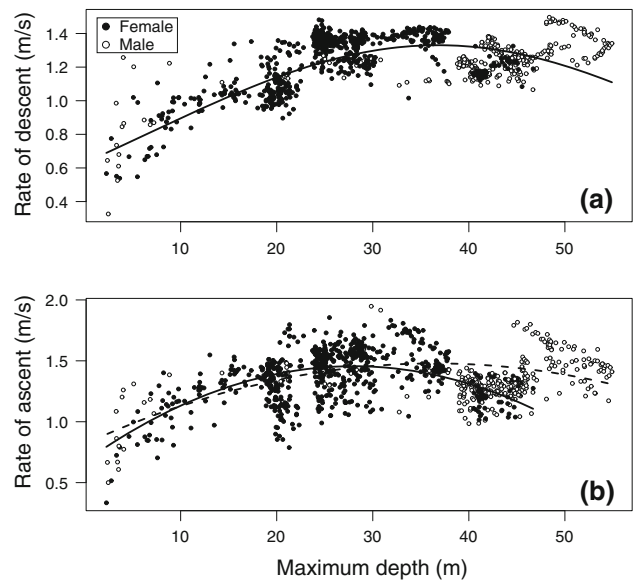 Female
Male
Rate of descent (m/s)
1.4
1.2
1.0
0.8
0.6
0.4
(a)
10 20 30 40 50
Rate of ascent (m/s)
2.0
1.5
1.0
0.5
(b)
10 20 30 40 50
Maximum depth (m)